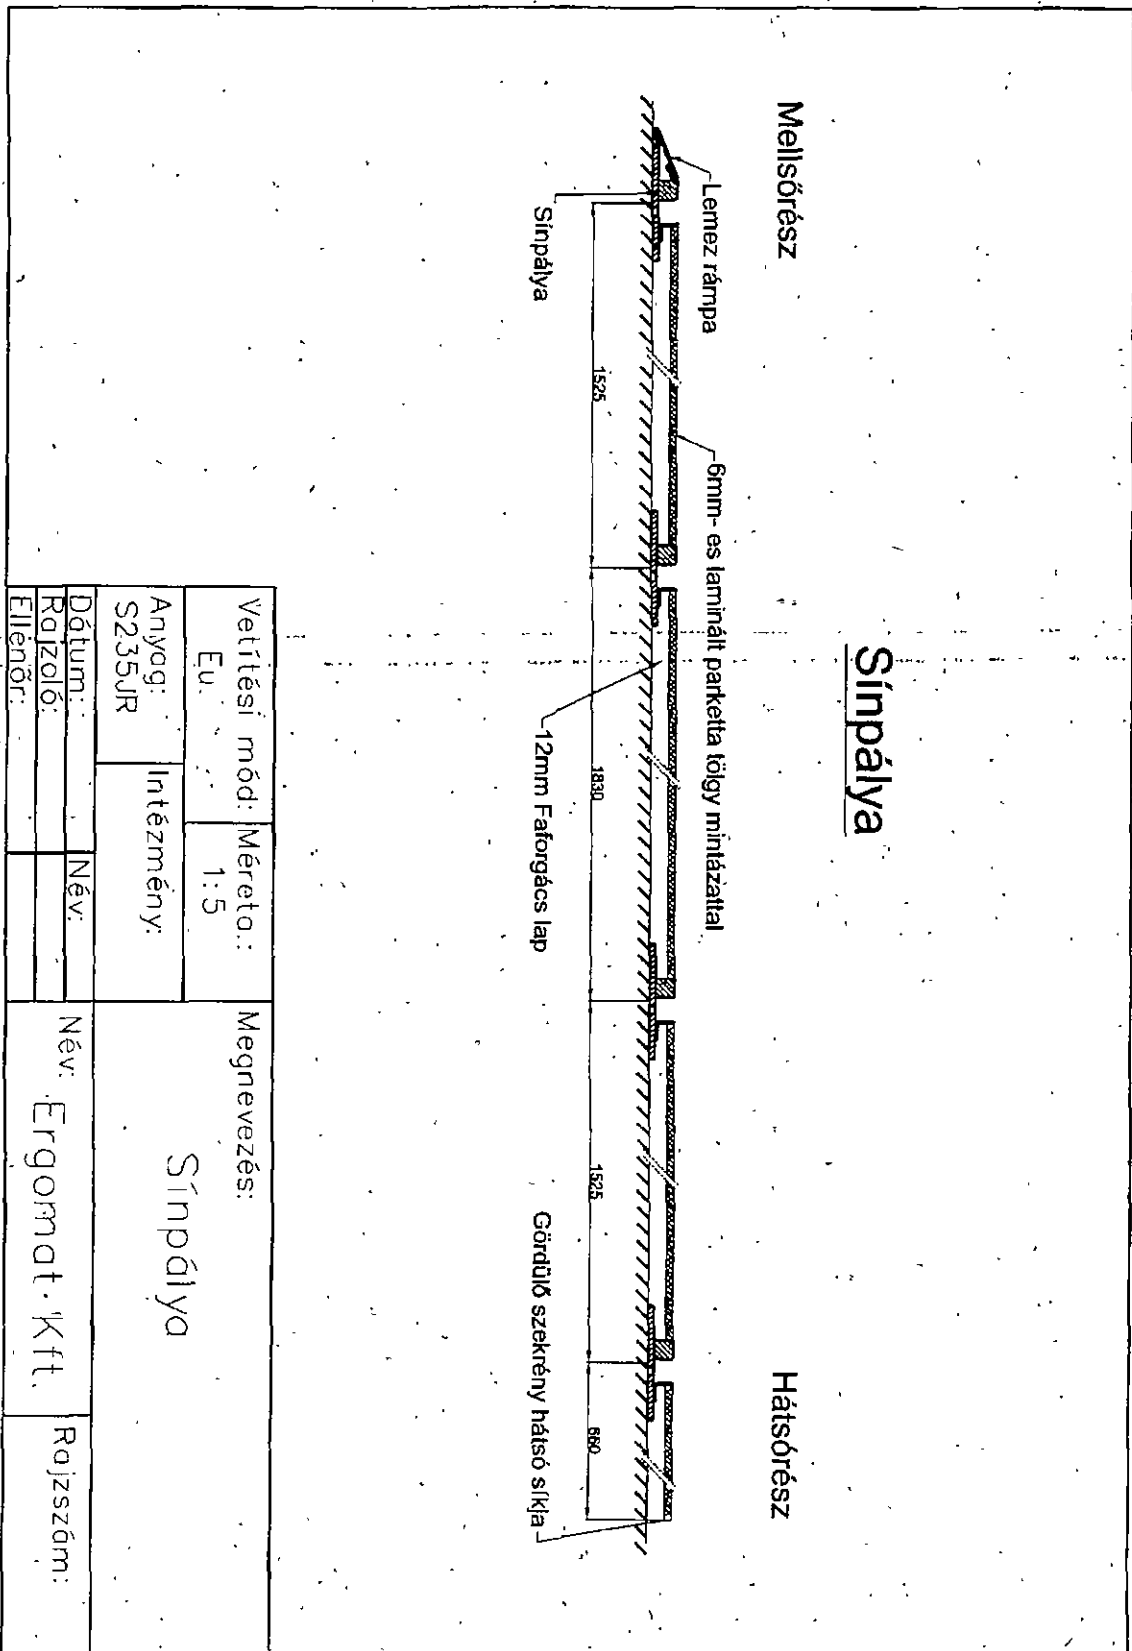 Sínpálya
Mellsőrész
Hátsórész
Lemez rámpa
6mm- es laminált parketta tölgy mintázattal
Sínpálya
12mm Faforgács lap
Gördülő szekrény hátsó síkja
1525
1830
1525
660
Vetítési mód:
Eu.
Méreta.:
1:5
Megnevezés:
Sínpálya
Anyag:
S235JR
Intézmény:
Dátum:
Név:
Rajzoló:
Ellenőr:
Név:
Ergomat Kft.
Rajzszám: